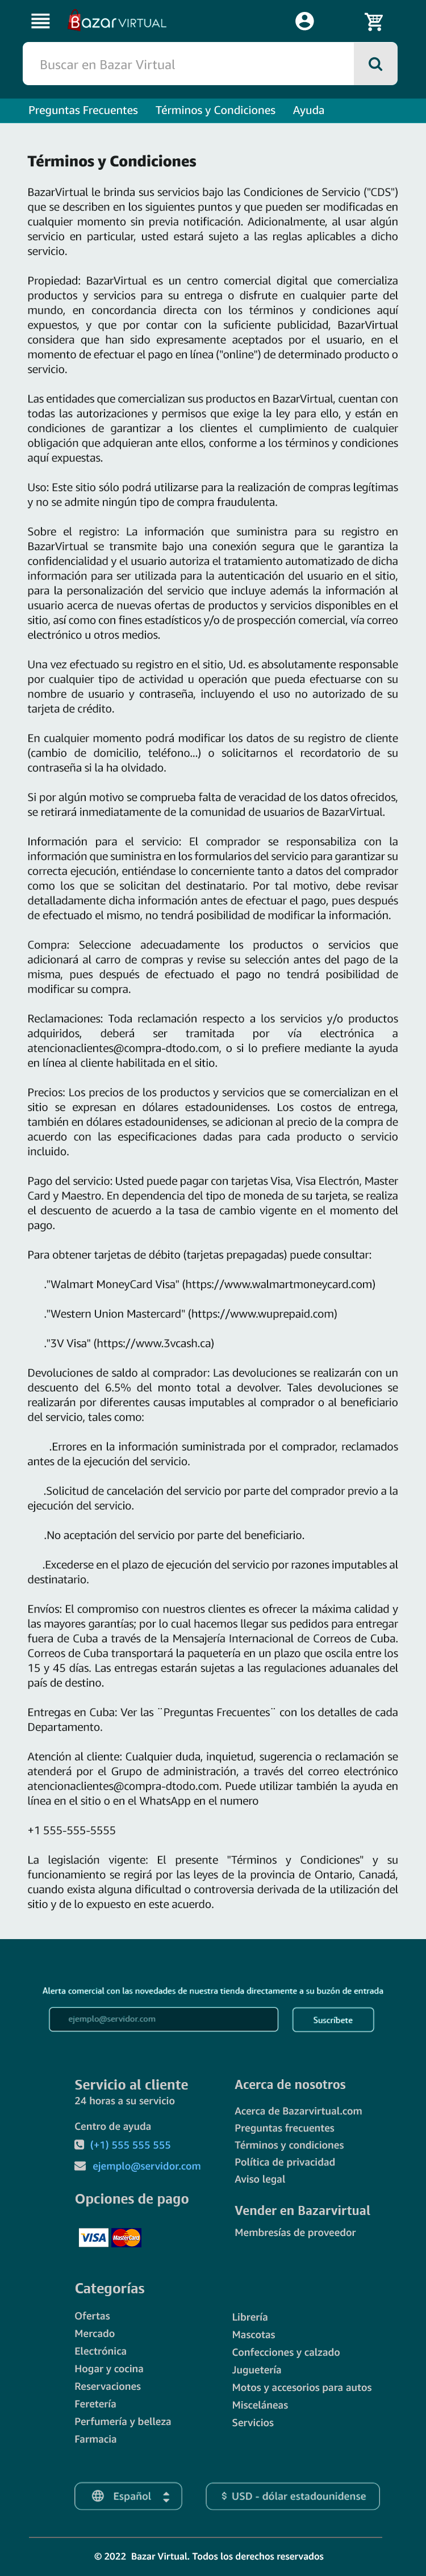 Bazar VIRTUAL
Buscar en Bazar Virtual
Preguntas Frecuentes Términos y Condiciones Ayuda
Términos y Condiciones
BazarVirtual le brinda sus servicios bajo las Condiciones de Servicio ("CDS")
que se describen en los siguientes puntos y que pueden ser modificadas en
cualquier momento sin previa notificación. Adicionalmente, al usar algún
servicio en particular, usted estará sujeto a las reglas aplicables a dicho
servicio.
Propiedad: BazarVirtual es un centro comercial digital que comercializa
productos y servicios para su entrega o disfrute en cualquier parte del
mundo, en concordancia directa con los términos y condiciones aquí
expuestos, y que por contar con la suficiente publicidad, BazarVirtual
considera que han sido expresamente aceptados por el usuario, en el
momento de efectuar el pago en línea ("online") de determinado producto o
servicio.
Las entidades que comercializan sus productos en BazarVirtual, cuentan con
todas las autorizaciones y permisos que exige la ley para ello, y están en
condiciones de garantizar a los clientes el cumplimiento de cualquier
obligación que adquieran ante ellos, conforme a los términos y condiciones
aquí expuestas.
Uso: Este sitio sólo podrá utilizarse para la realización de compras legítimas
y no se admite ningún tipo de compra fraudulenta.
Sobre el registro: La información que suministra para su registro en
BazarVirtual se transmite bajo una conexión segura que le garantiza la
confidencialidad y el usuario autoriza el tratamiento automatizado de dicha
información para ser utilizada para la autenticación del usuario en el sitio,
para la personalización del servicio que incluye además la información al
usuario acerca de nuevas ofertas de productos y servicios disponibles en el
sitio, así como con fines estadísticos y/o de prospección comercial, vía correo
electrónico u otros medios.
Una vez efectuado su registro en el sitio, Ud. es absolutamente responsable
por cualquier tipo de actividad u operación que pueda efectuarse con su
nombre de usuario y contraseña, incluyendo el uso no autorizado de su
tarjeta de crédito.
En cualquier momento podrá modificar los datos de su registro de cliente
(cambio de domicilio, teléfono...) o solicitarnos el recordatorio de su
contraseña si la ha olvidado.
Si por algún motivo se comprueba falta de veracidad de los datos ofrecidos,
se retirará inmediatamente de la comunidad de usuarios de BazarVirtual.
Información para el servicio: El comprador se responsabiliza con la
información que suministra en los formularios del servicio para garantizar su
correcta ejecución, entiéndase lo concerniente tanto a datos del comprador
como los que se solicitan del destinatario. Por tal motivo, debe revisar
detalladamente dicha información antes de efectuar el pago, pues después
de efectuado el mismo, no tendrá posibilidad de modificar la información.
Compra: Seleccione adecuadamente los productos o servicios que
adicionará al carro de compras y revise su selección antes del pago de la
misma, pues después de efectuado el pago no tendrá posibilidad de
modificar su compra.
Reclamaciones: Toda reclamación respecto a los servicios y/o productos
adquiridos, deberá ser tramitada por vía electrónica a
atencionaclientes@compra-dtodo.com, o si lo prefiere mediante la ayuda
en línea al cliente habilitada en el sitio.
Precios: Los precios de los productos y servicios que se comercializan en el
sitio se expresan en dólares estadounidenses. Los costos de entrega,
también en dólares estadounidenses, se adicionan al precio de la compra de
acuerdo con las especificaciones dadas para cada producto o servicio
incluido.
Pago del servicio: Usted puede pagar con tarjetas Visa, Visa Electrón, Master
Card y Maestro. En dependencia del tipo de moneda de su tarjeta, se realiza
el descuento de acuerdo a la tasa de cambio vigente en el momento del
pago.
Para obtener tarjetas de débito (tarjetas prepagadas) puede consultar:
."Walmart MoneyCard Visa" (https://www.walmartmoneycard.com)
."Western Union Mastercard" (https://www.wuprepaid.com)
."3V Visa" (https://www.3vcash.ca)
Devoluciones de saldo al comprador: Las devoluciones se realizarán con un
descuento del 6.5% del monto total a devolver. Tales devoluciones se
realizarán por diferentes causas imputables al comprador o al beneficiario
del servicio, tales como:
.Errores en la información suministrada por el comprador, reclamados
antes de la ejecución del servicio.
.Solicitud de cancelación del servicio por parte del comprador previo a la
ejecución del servicio.
.No aceptación del servicio por parte del beneficiario.
.Excederse en el plazo de ejecución del servicio por razones imputables al
destinatario.
Envíos: El compromiso con nuestros clientes es ofrecer la máxima calidad y
las mayores garantías; por lo cual hacemos llegar sus pedidos para entregar
fuera de Cuba a través de la Mensajería Internacional de Correos de Cuba.
Correos de Cuba transportará la paquetería en un plazo que oscila entre los
15 y 45 días. Las entregas estarán sujetas a las regulaciones aduanales del
país de destino.
Entregas en Cuba: Ver las ¨Preguntas Frecuentes¨ con los detalles de cada
Departamento.
Atención al cliente: Cualquier duda, inquietud, sugerencia o reclamación se
atenderá por el Grupo de administración, a través del correo electrónico
atencionaclientes@compra-dtodo.com. Puede utilizar también la ayuda en
línea en el sitio o en el WhatsApp en el numero
+1 555-555-5555
La legislación vigente: El presente "Términos y Condiciones" y su
funcionamiento se regirá por las leyes de la provincia de Ontario, Canadá,
cuando exista alguna dificultad o controversia derivada de la utilización del
sitio y de lo expuesto en este acuerdo.
Alerta comercial con las novedades de nuestra tienda directamente a su buzón de entrada
ejemplo@servidor.com Suscríbete
Servicio al cliente
24 horas a su servicio
Centro de ayuda
(+1) 555 555 555
ejemplo@servidor.com
Opciones de pago
VISA MasterCard
Acerca de nosotros
Acerca de Bazarvirtual.com
Preguntas frecuentes
Términos y condiciones
Política de privacidad
Aviso legal
Vender en Bazarvirtual
Membresías de proveedor
Categorías
Ofertas
Mercado
Electrónica
Hogar y cocina
Reservaciones
Feretería
Perfumería y belleza
Farmacia
Librería
Mascotas
Confecciones y calzado
Juguetería
Motos y accesorios para autos
Misceláneas
Servicios
Español $ USD - dólar estadounidense
© 2022 Bazar Virtual. Todos los derechos reservados